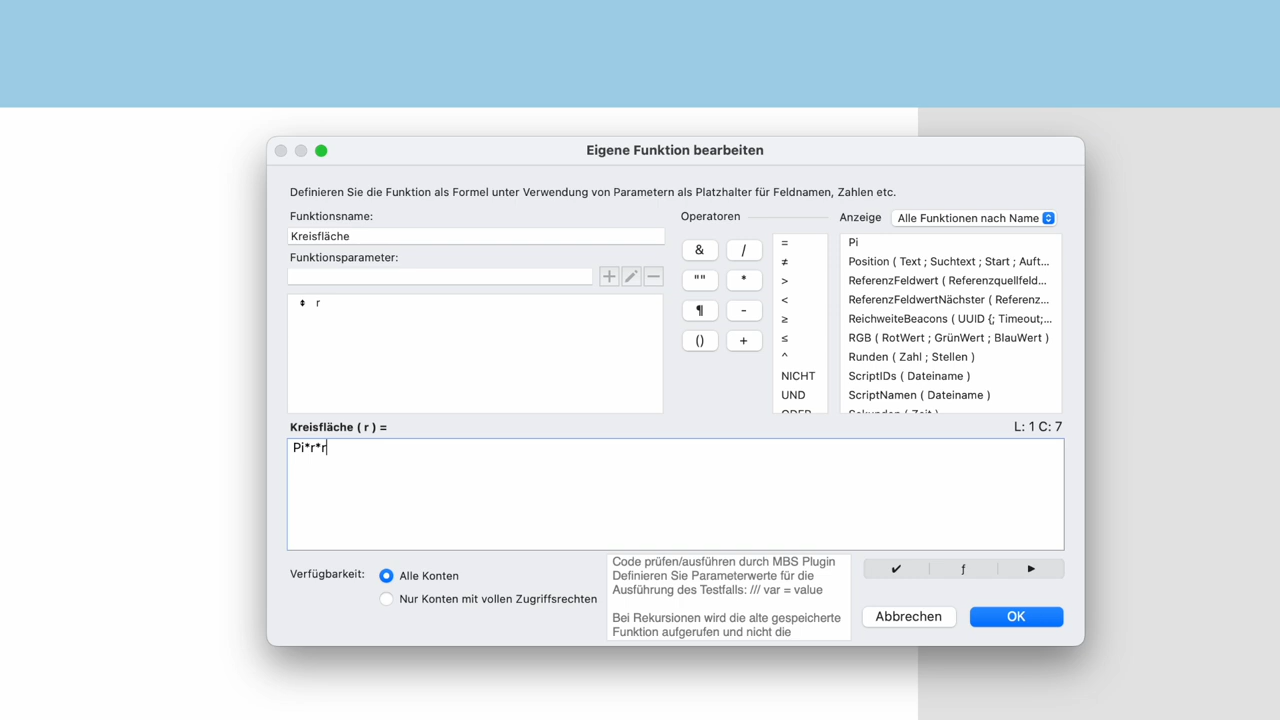 Eigene Funktion bearbeiten
Definieren Sie die Funktion als Formel unter Verwendung von Parametern als Platzhalter für Feldnamen, Zahlen etc.
Funktionsname:
Kreisfläche
Funktionsparameter:
r
Operatoren
& /
"" *
¶ -
() +
=
≠
>
<
≥
≤
^
NICHT
UND
ODER
Anzeige Alle Funktionen nach Name
Pi
Position ( Text ; Suchtext ; Start ; Auft...
ReferenzFeldwert ( Referenzquellfeld...
ReferenzFeldwertNächster ( Referenz...
ReichweiteBeacons ( UUID {; Timeout;...
RGB ( RotWert ; GrünWert ; BlauWert )
Runden ( Zahl ; Stellen )
ScriptIDs ( Dateiname )
ScriptNamen ( Dateiname )
Sekunden ( Zeit )
Kreisfläche ( r ) =
L: 1 C: 7
Pi*r*r
Verfügbarkeit:
Alle Konten
Nur Konten mit vollen Zugriffsrechten
Code prüfen/ausführen durch MBS Plugin
Definieren Sie Parameterwerte für die
Ausführung des Testfalls: /// var = value
Bei Rekursionen wird die alte gespeicherte
Funktion aufgerufen und nicht die
✔ ƒ ▶
Abbrechen
OK